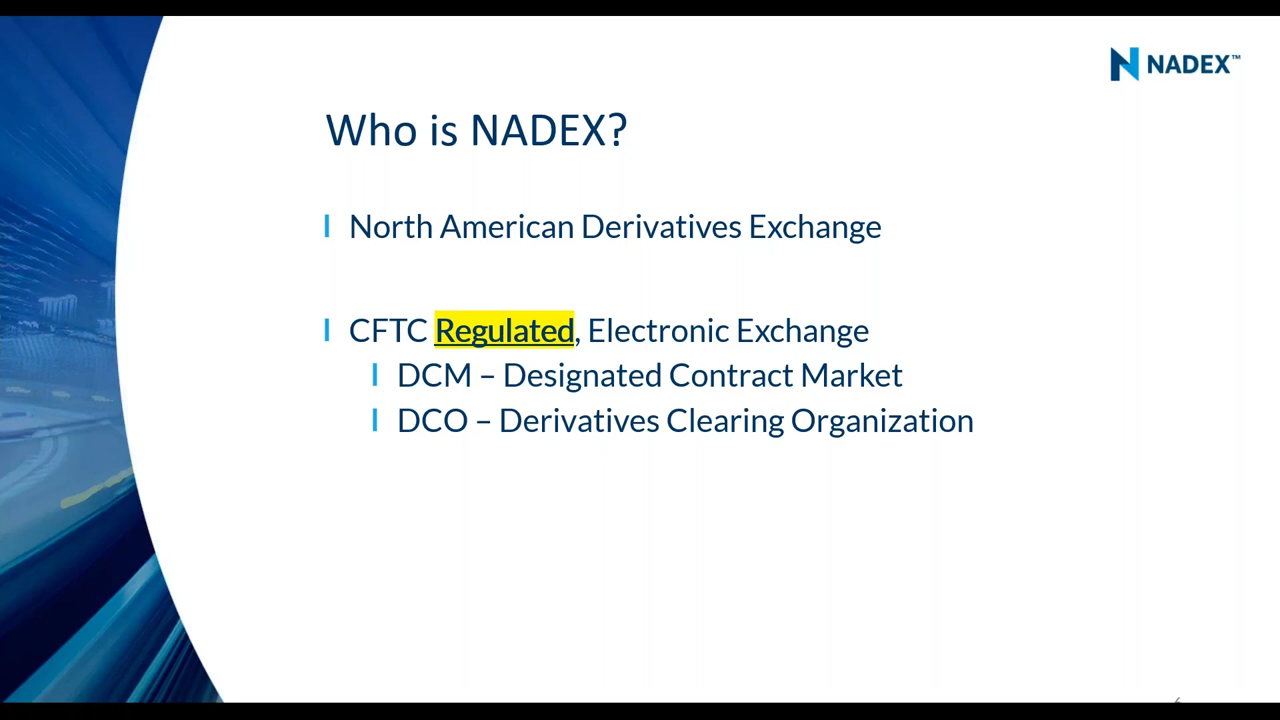 NADEX™
Who is NADEX?
North American Derivatives Exchange
CFTC Regulated, Electronic Exchange
DCM – Designated Contract Market
DCO – Derivatives Clearing Organization